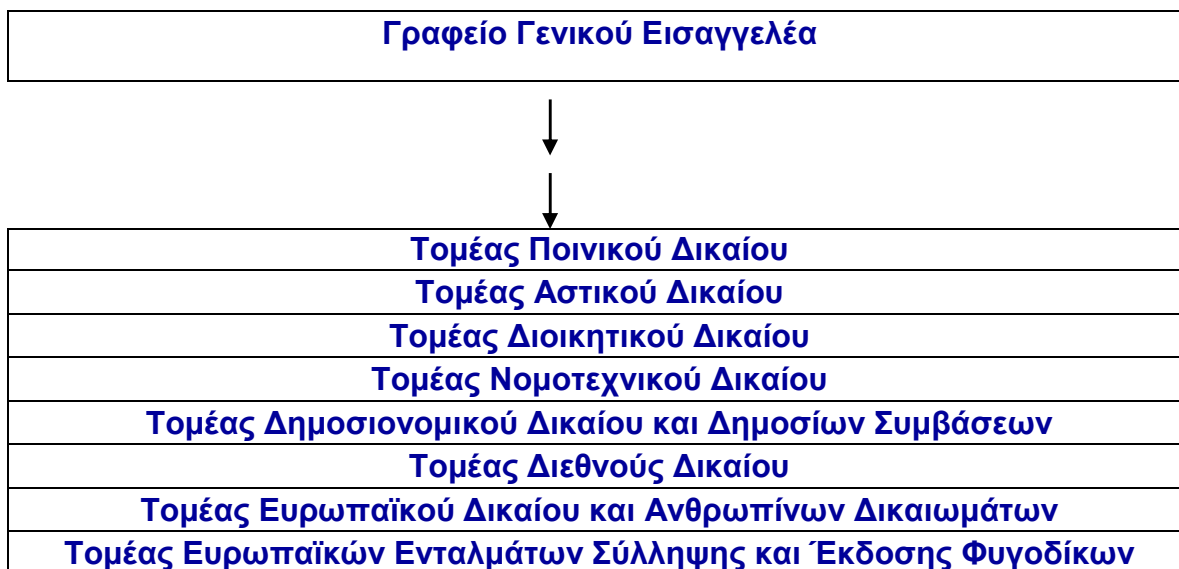 Γραφείο Γενικού Εισαγγελέα
Τομέας Ποινικού Δικαίου
Τομέας Αστικού Δικαίου
Τομέας Διοικητικού Δικαίου
Τομέας Νομοτεχνικού Δικαίου
Τομέας Δημοσιονομικού Δικαίου και Δημοσίων Συμβάσεων
Τομέας Διεθνούς Δικαίου
Τομέας Ευρωπαϊκού Δικαίου και Ανθρωπίνων Δικαιωμάτων
Τομέας Ευρωπαϊκών Ενταλμάτων Σύλληψης και Έκδοσης Φυγοδίκων